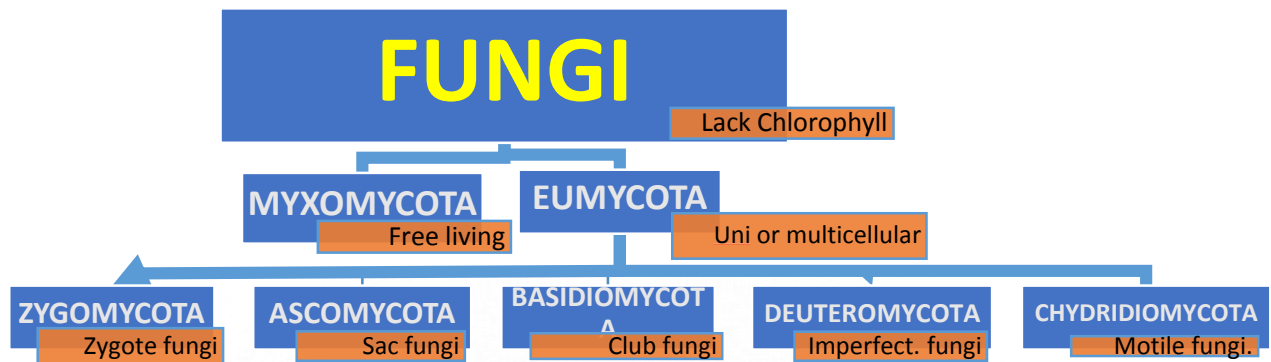 FUNGI
Lack Chlorophyll
MYXOMYCOTA
Free living
EUMYCOTA
Uni or multicellular
ZYGOMYCOTA
Zygote fungi
ASCOMYCOTA
Sac fungi
BASIDIOMYCOT
A
Club fungi
DEUTEROMYCOTA
Imperfect. fungi
CHYDRIDIOMYCOTA
Motile fungi.